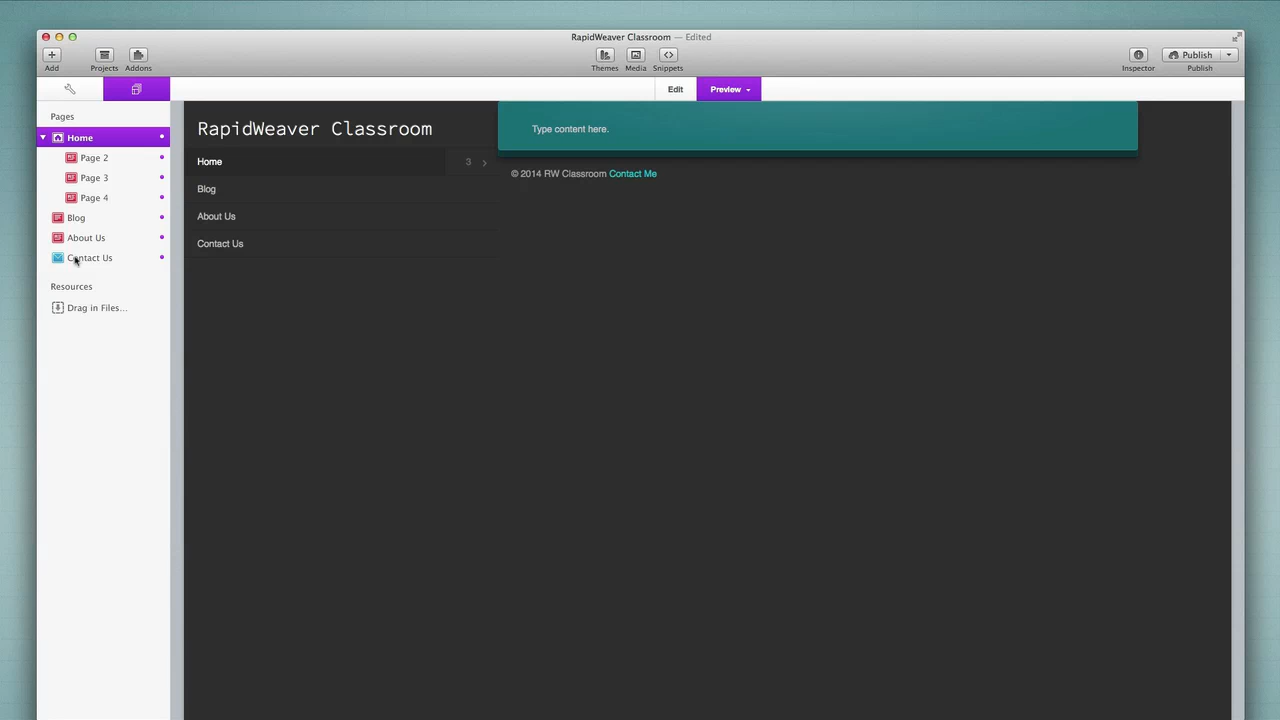 RapidWeaver Classroom — Edited
Add
Projects
Addons
Themes
Media
Snippets
Inspector
Publish
Publish
Edit
Preview
Pages
Home
Page 2
Page 3
Page 4
Blog
About Us
Contact Us
Resources
Drag in Files...
RapidWeaver Classroom
Home 3
Blog
About Us
Contact Us
Type content here.
© 2014 RW Classroom Contact Me